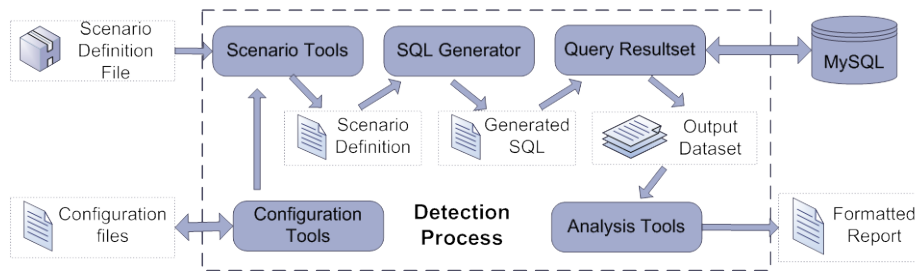 Scenario
Definition
File
Scenario Tools
SQL Generator
Query Resultset
MySQL
Scenario
Definition
Generated
SQL
Output
Dataset
Configuration
files
Configuration
Tools
Detection
Process
Analysis Tools
Formatted
Report